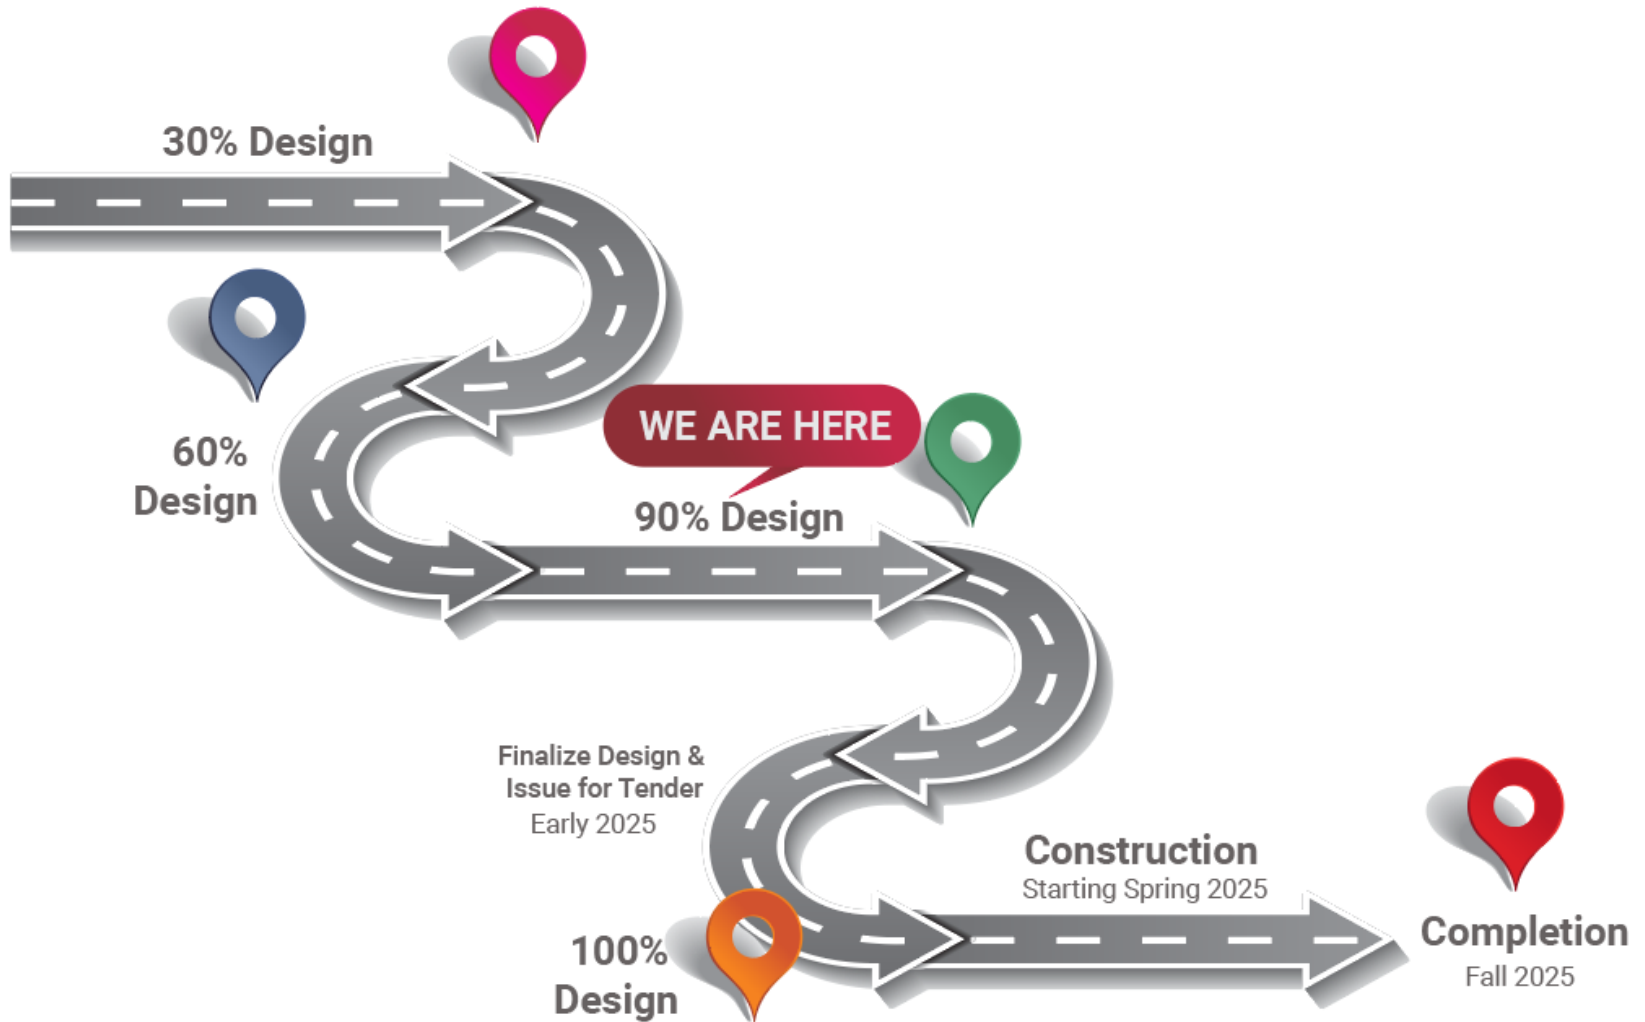 30% Design
60%
Design
WE ARE HERE
90% Design
Finalize Design &
Issue for Tender
Early 2025
100%
Design
Construction
Starting Spring 2025
Completion
Fall 2025